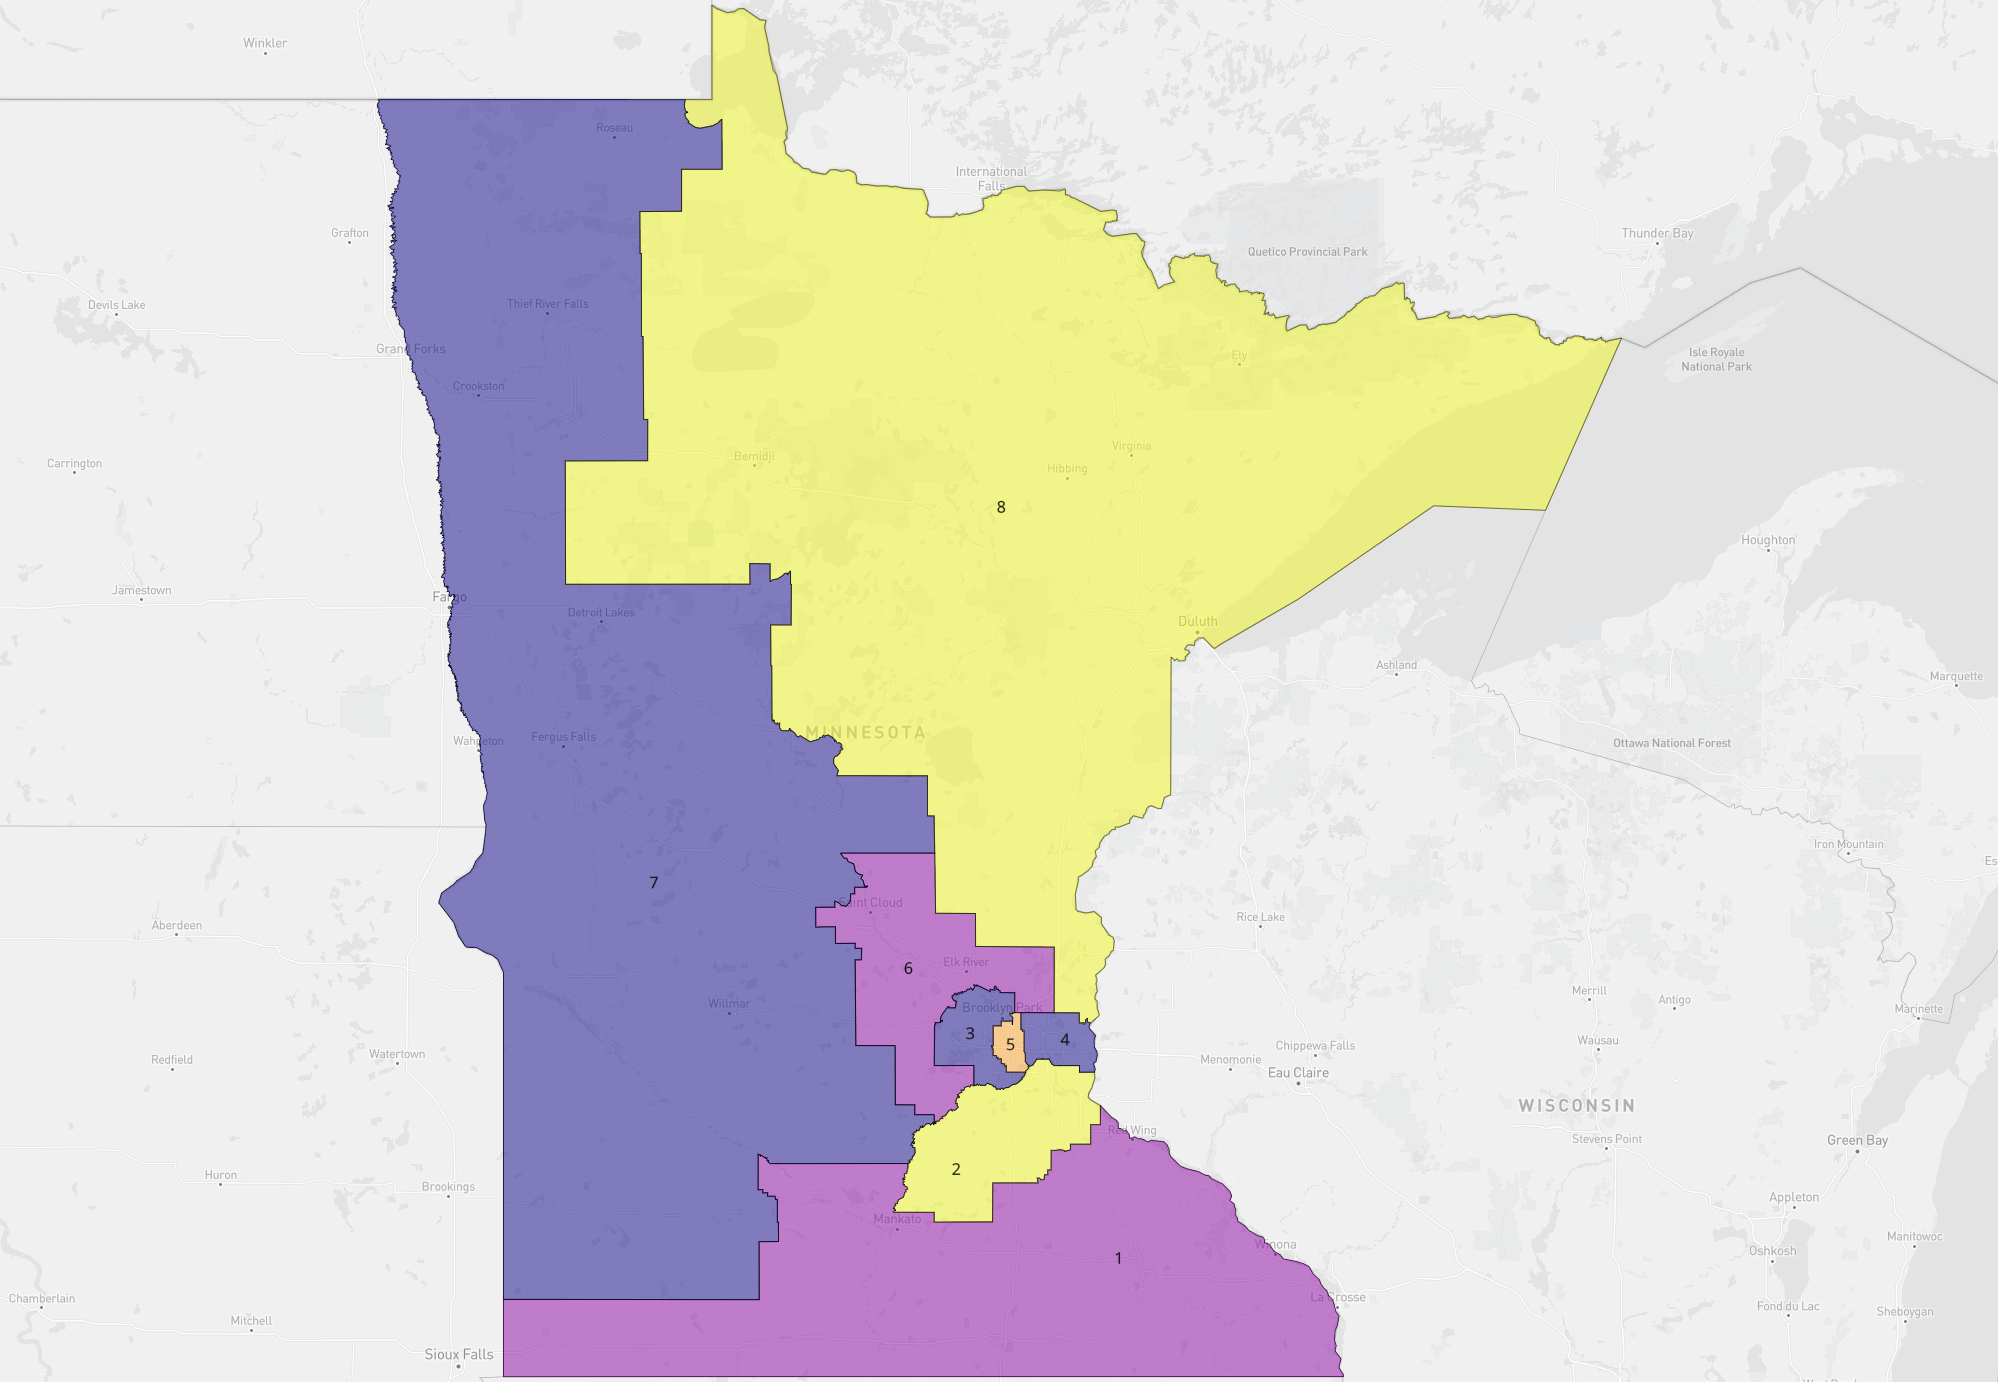 Winkler
Roseau
International
Falls
Grafton
Thunder Bay
Quetico Provincial Park
Devils Lake
Thief River Falls
Grand Forks
Ely
Isle Royale
National Park
Crookston
Carrington
Bemidji
Virginia
Hibbing
8
Houghton
Jamestown
Fargo
Detroit Lakes
Duluth
Ashland
Marquette
Wahpeton
Fergus Falls
MINNESOTA
Ottawa National Forest
Iron Mountain
Es
7
Aberdeen
Saint Cloud
Rice Lake
6
Elk River
Merrill
Antigo
Marinette
Willmar
Brooklyn Park
3
5
4
Redfield
Watertown
Menomonie
Chippewa Falls
Eau Claire
Wausau
WISCONSIN
Red Wing
Stevens Point
Green Bay
2
Huron
Brookings
Appleton
Mankato
Winona
Oshkosh
Manitowoc
1
Chamberlain
Mitchell
La Crosse
Fond du Lac
Sheboygan
Sioux Falls